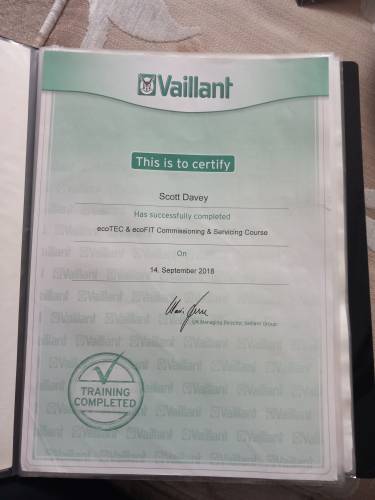 Vaillant
This is to certify
Scott Davey
Has successfully completed
ecoTEC & ecoFIT Commissioning & Servicing Course
On
14. September 2018
UK Managing Director, Vaillant Group
TRAINING
COMPLETED